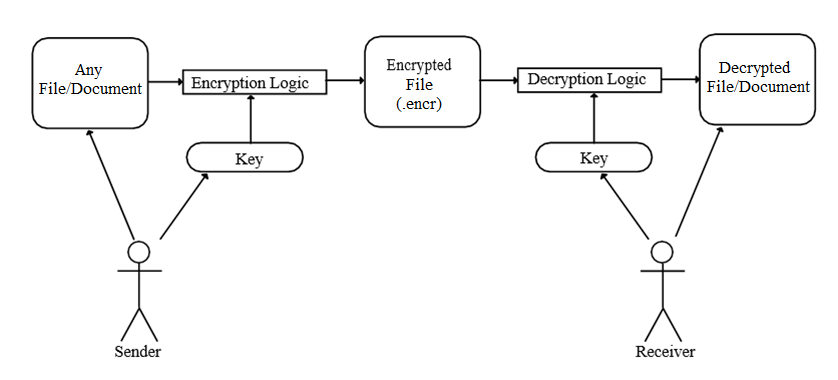 Any
File/Document
Encryption Logic
Encrypted
File
(.encr)
Decryption Logic
Decrypted
File/Document
Key
Key
Sender
Receiver